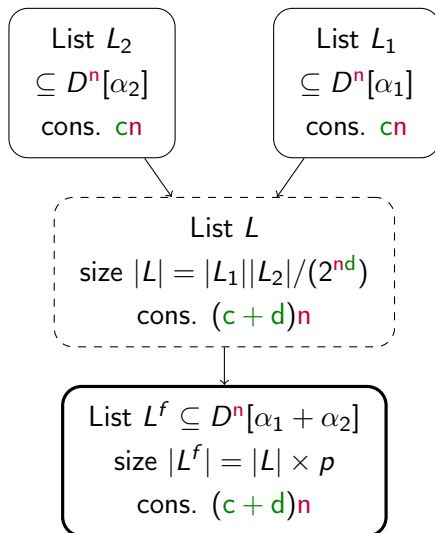 List L₂
⊆ Dⁿ[α₂]
cons. cn
List L₁
⊆ Dⁿ[α₁]
cons. cn
List L
size |L| = |L₁||L₂|/(2ⁿᵈ)
cons. (c + d)n
List Lᶠ ⊆ Dⁿ[α₁ + α₂]
size |Lᶠ| = |L| × p
cons. (c + d)n